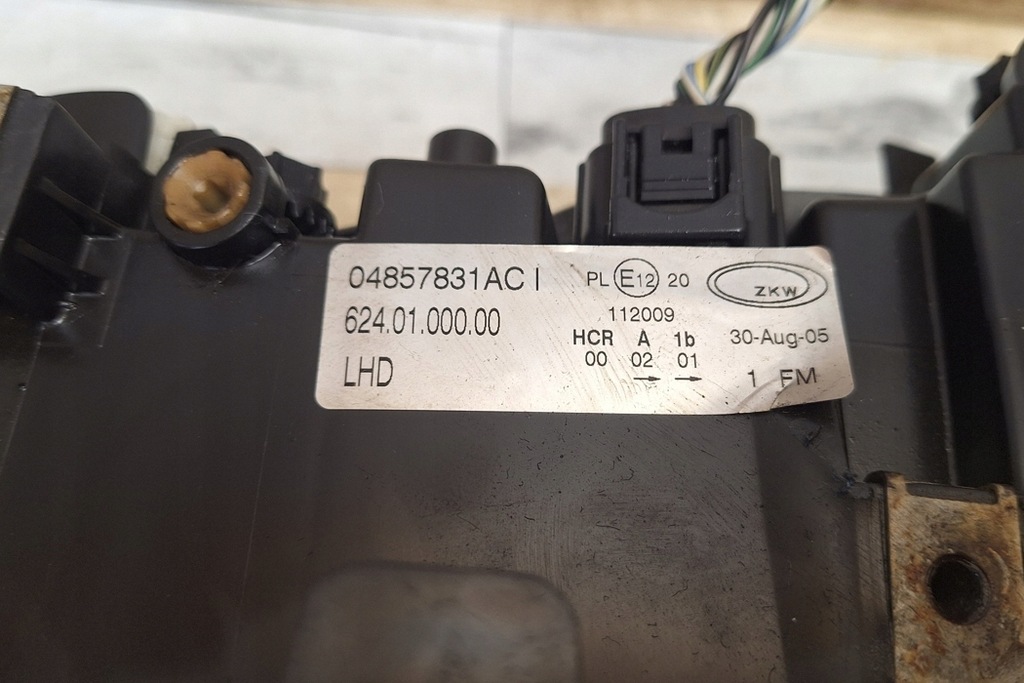 04857831AC I
624.01.000.00
LHD
PL E12 20
112009
HCR A 1b
00 02 01
→ →
ZKW
30-Aug-05
1 FM